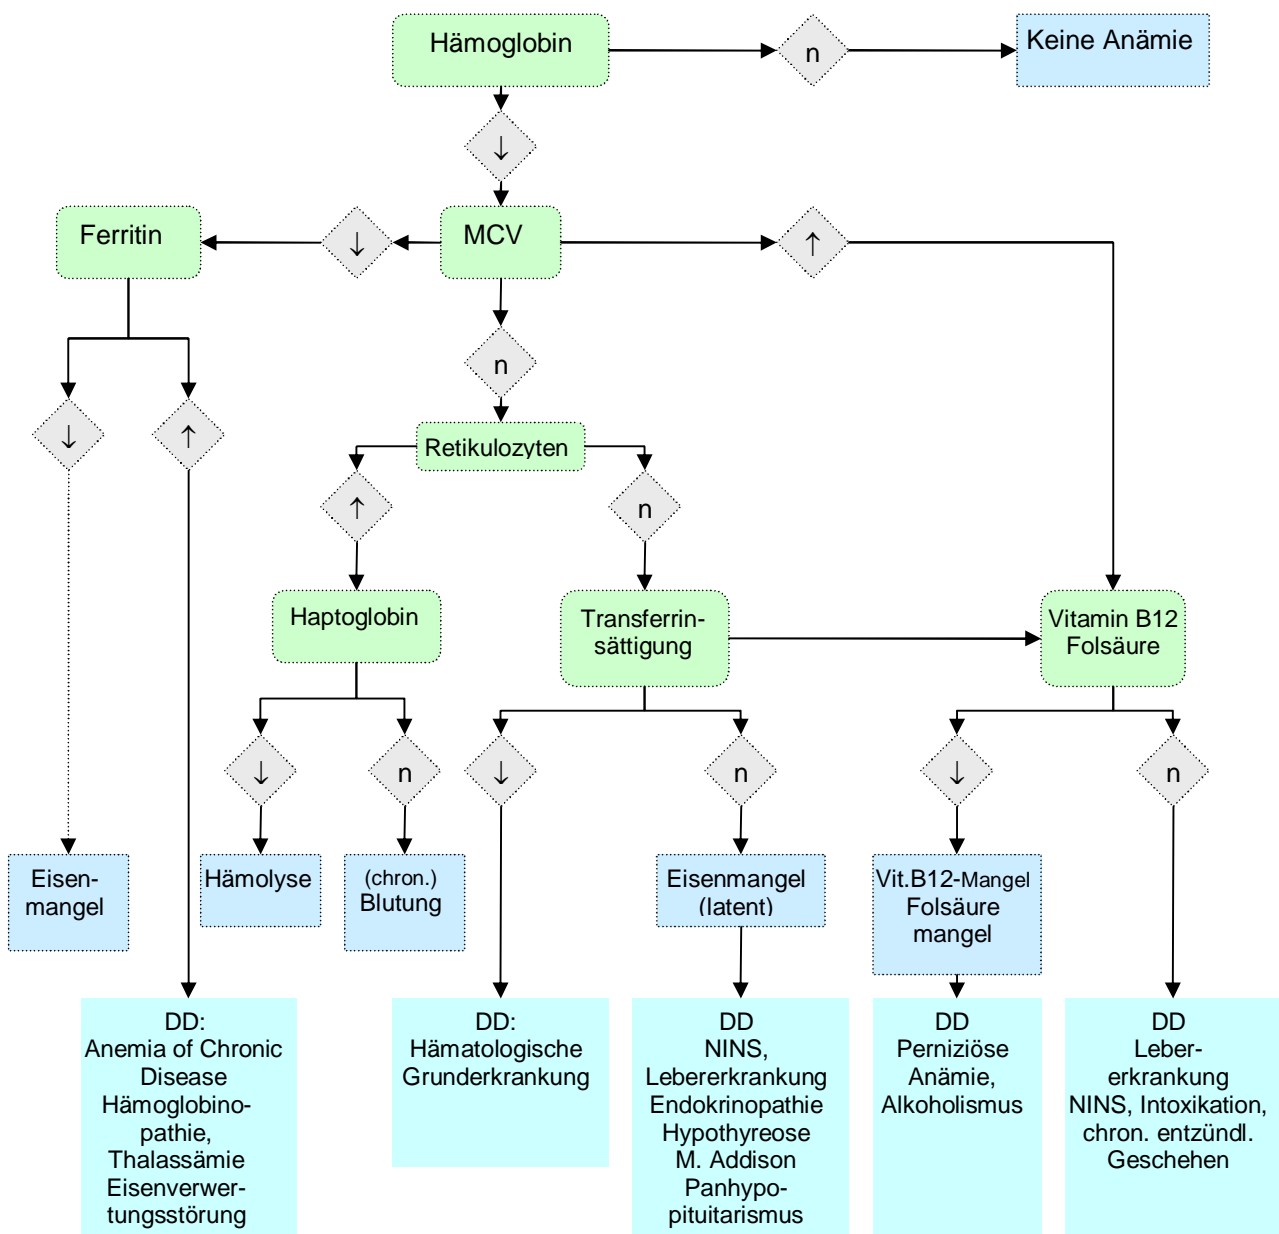 Hämoglobin
n
Keine Anämie
↓
Ferritin
↓
MCV
↑
n
↓
↑
Retikulozyten
↑
n
Haptoglobin
Transferrin-
sättigung
Vitamin B12
Folsäure
↓
n
↓
n
↓
n
Eisen-
mangel
Hämolyse
(chron.)
Blutung
Eisenmangel
(latent)
Vit.B12-Mangel
Folsäure
mangel
DD:
Anemia of Chronic
Disease
Hämoglobino-
pathie,
Thalassämie
Eisenverwer-
tungsstörung
DD:
Hämatologische
Grunderkrankung
DD
NINS,
Lebererkrankung
Endokrinopathie
Hypothyreose
M. Addison
Panhypo-
pituitarismus
DD
Perniziöse
Anämie,
Alkoholismus
DD
Leber-
erkrankung
NINS, Intoxikation,
chron. entzündl.
Geschehen